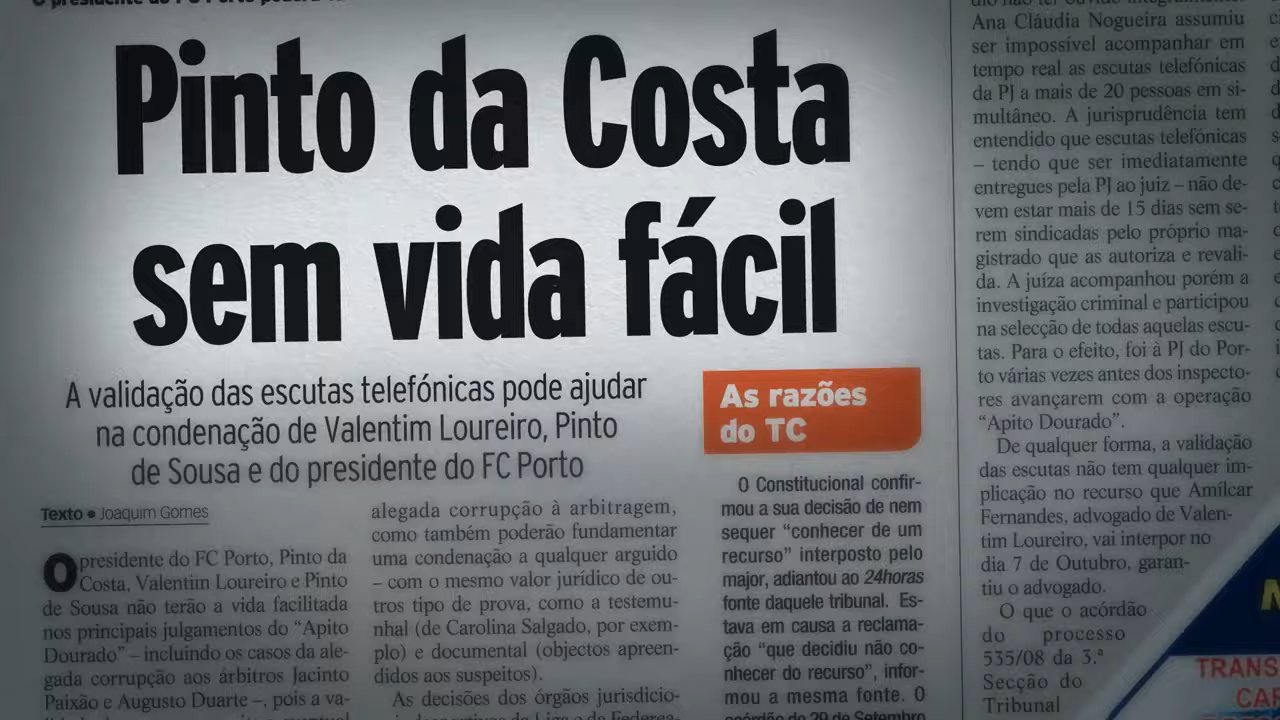 Pinto da Costa
sem vida fácil
A validação das escutas telefónicas pode ajudar
na condenação de Valentim Loureiro, Pinto
de Sousa e do presidente do FC Porto
Texto • Joaquim Gomes
O presidente do FC Porto, Pinto da
Costa, Valentim Loureiro e Pinto
de Sousa não terão a vida facilitada
nos principais julgamentos do “Apito
Dourado” – incluindo os casos da ale-
gada corrupção aos árbitros Jacinto
Paixão e Augusto Duarte –, pois a va-
alegada corrupção à arbitragem,
como também poderão fundamentar
uma condenação a qualquer arguido
– com o mesmo valor jurídico de ou-
tros tipo de prova, como a testemu-
nhal (de Carolina Salgado, por exem-
plo) e documental (objectos apreen-
didos aos suspeitos).
As decisões dos órgãos jurisdicio-
As razões
do TC
O Constitucional confir-
mou a sua decisão de nem
sequer “conhecer de um
recurso” interposto pelo
major, adiantou ao 24horas
fonte daquele tribunal. Es-
tava em causa a reclama-
ção “que decidiu não co-
nhecer do recurso”, infor-
mou a mesma fonte. O
acórdão de 29 de Setembro
Ana Cláudia Nogueira assumiu
ser impossível acompanhar em
tempo real as escutas telefónicas
da PJ a mais de 20 pessoas em si-
multâneo. A jurisprudência tem
entendido que escutas telefónicas
– tendo que ser imediatamente
entregues pela PJ ao juiz – não de-
vem estar mais de 15 dias sem se-
rem sindicadas pelo próprio ma-
gistrado que as autoriza e revali-
da. A juíza acompanhou porém a
investigação criminal e participou
na selecção de todas aquelas escu-
tas. Para o efeito, foi à PJ do Por-
to várias vezes antes dos inspecto-
res avançarem com a operação
“Apito Dourado”.
De qualquer forma, a validação
das escutas não tem qualquer im-
plicação no recurso que Amílcar
Fernandes, advogado de Valen-
tim Loureiro, vai interpor no
dia 7 de Outubro, garan-
tiu o advogado.
O que o acórdão
do processo
535/08 da 3.ª
Secção do
Tribunal
TRANS
CAR